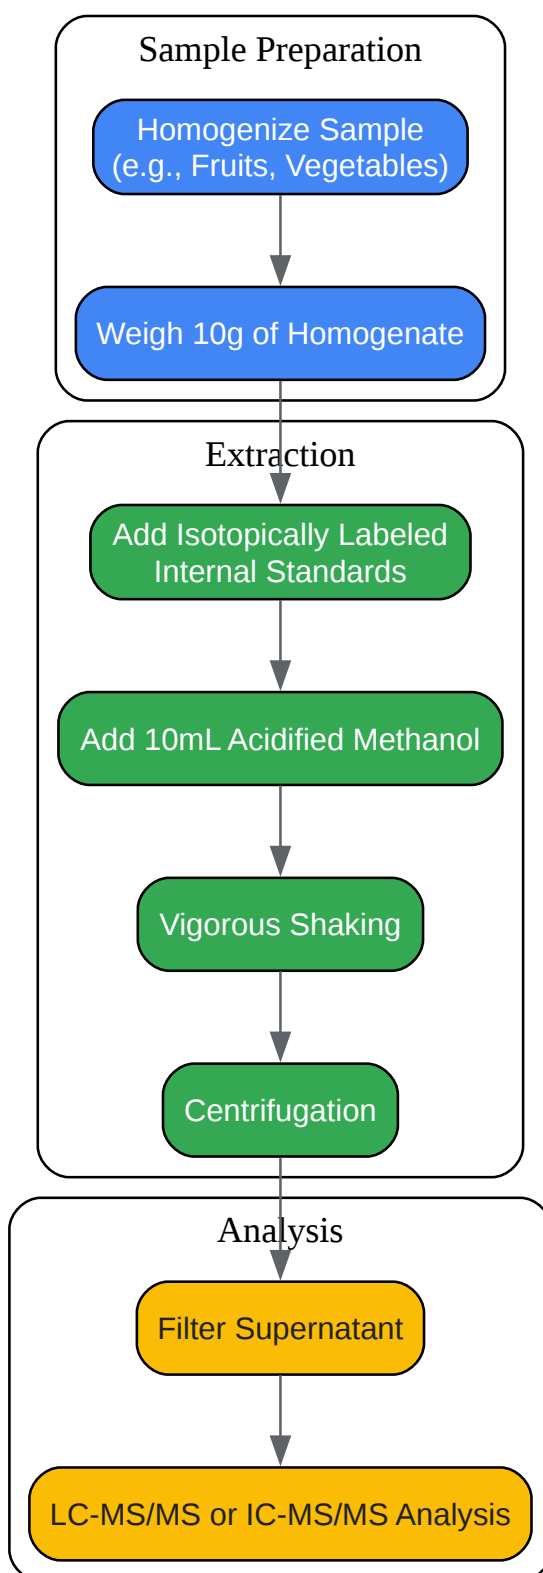 Sample Preparation
Homogenize Sample
(e.g., Fruits, Vegetables)
Weigh 10g of Homogenate
Extraction
Add Isotopically Labeled
Internal Standards
Add 10mL Acidified Methanol
Vigorous Shaking
Centrifugation
Analysis
Filter Supernatant
LC-MS/MS or IC-MS/MS Analysis